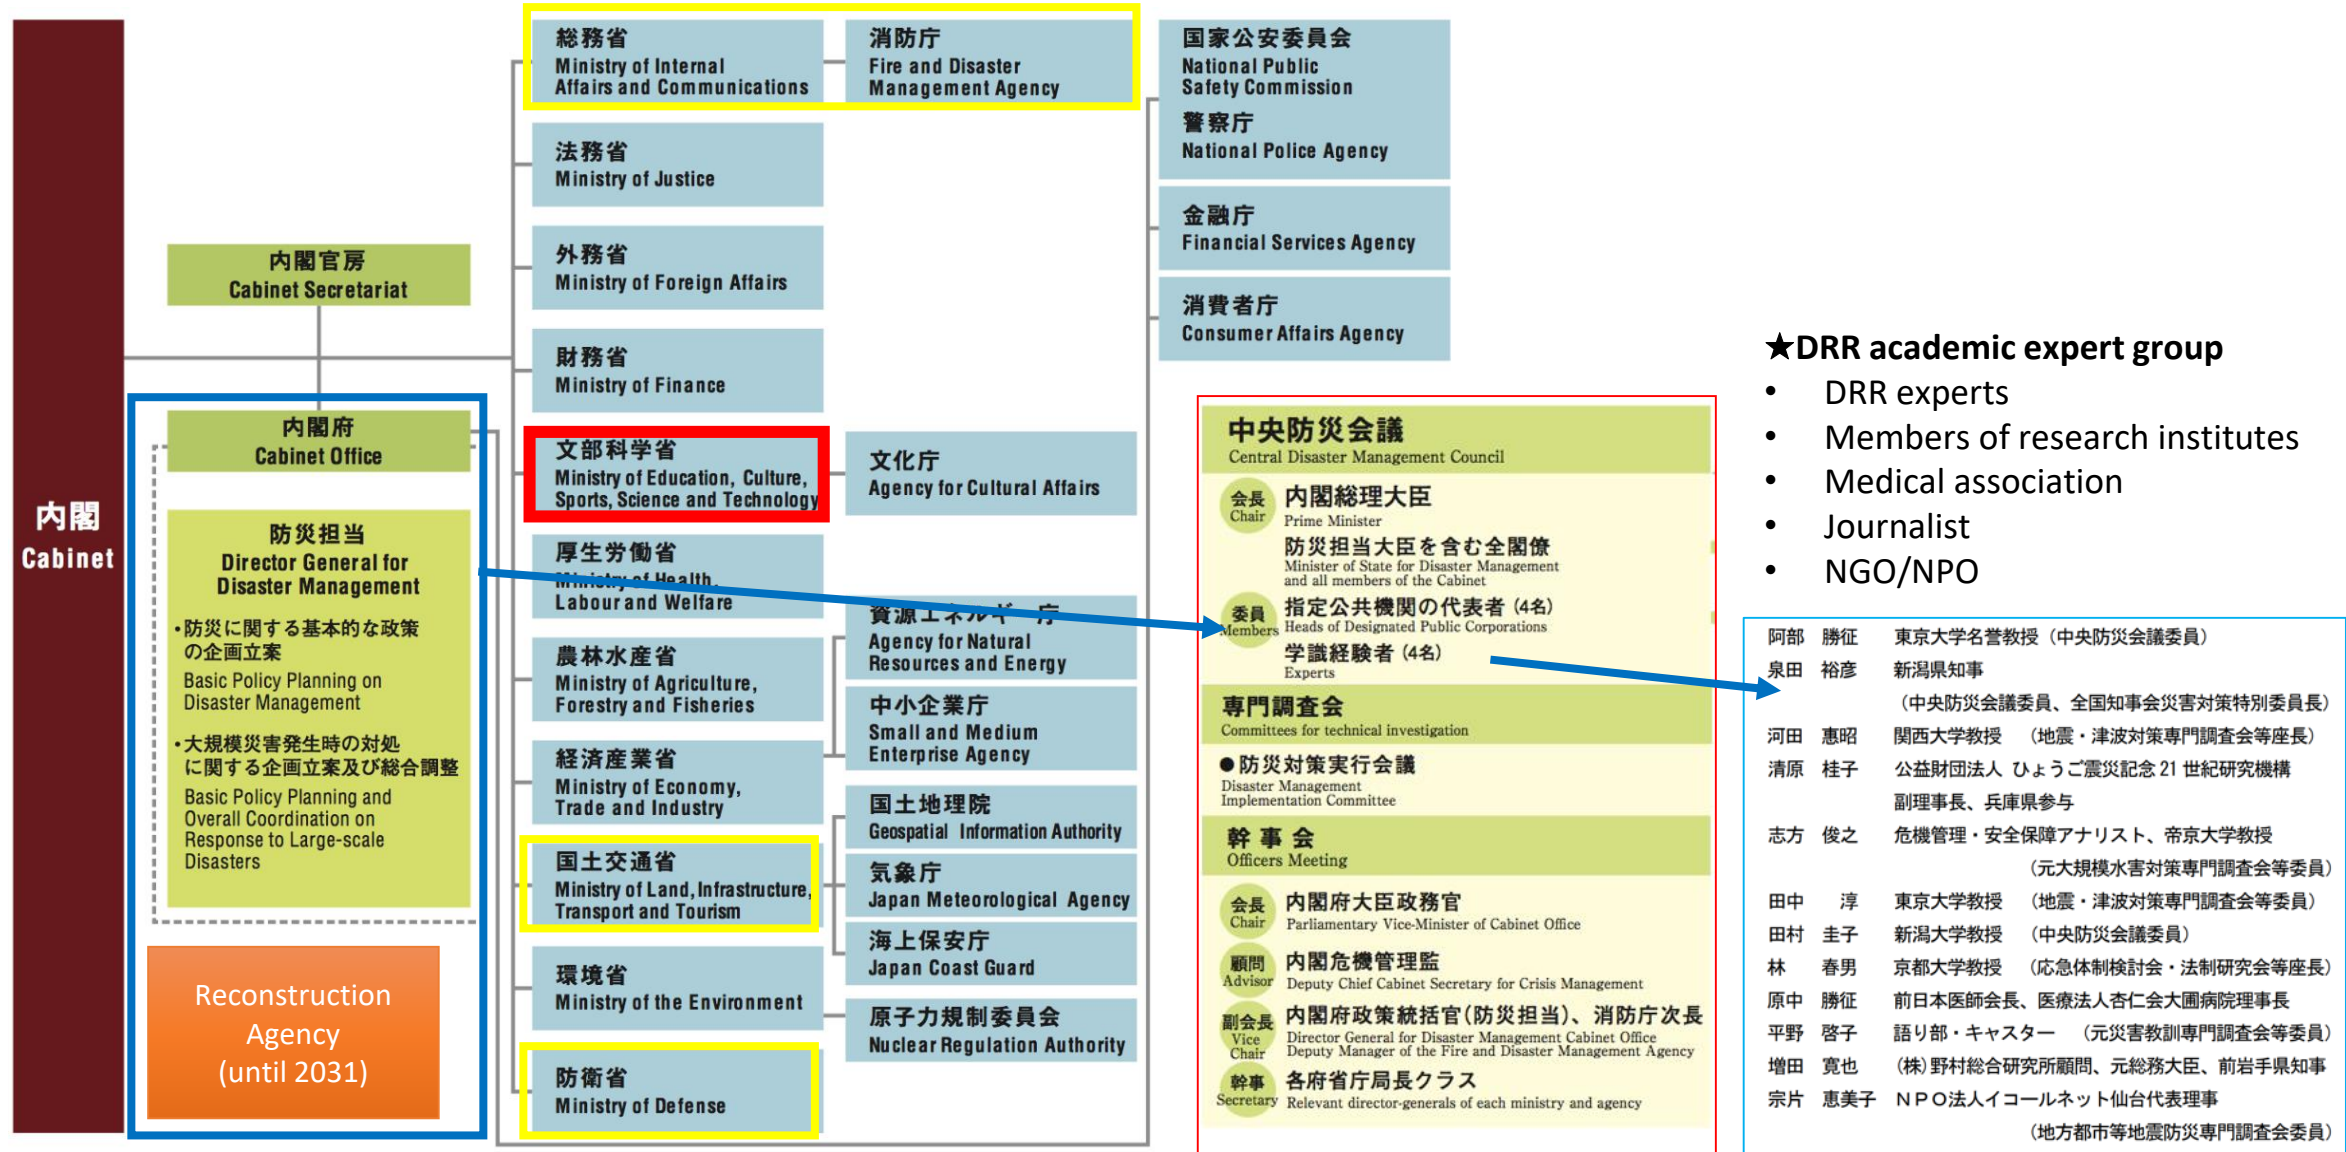 内閣
Cabinet
内閣官房
Cabinet Secretariat
内閣府
Cabinet Office
防災担当
Director General for
Disaster Management
・防災に関する基本的な政策
の企画立案
Basic Policy Planning on
Disaster Management
・大規模災害発生時の対処
に関する企画立案及び総合調整
Basic Policy Planning and
Overall Coordination on
Response to Large-scale
Disasters
Reconstruction
Agency
(until 2031)
総務省
Ministry of Internal
Affairs and Communications
消防庁
Fire and Disaster
Management Agency
法務省
Ministry of Justice
外務省
Ministry of Foreign Affairs
財務省
Ministry of Finance
文部科学省
Ministry of Education, Culture,
Sports, Science and Technology
文化庁
Agency for Cultural Affairs
厚生労働省
Ministry of Health,
Labour and Welfare
農林水産省
Ministry of Agriculture,
Forestry and Fisheries
経済産業省
Ministry of Economy,
Trade and Industry
資源エネルギー庁
Agency for Natural
Resources and Energy
中小企業庁
Small and Medium
Enterprise Agency
国土交通省
Ministry of Land, Infrastructure,
Transport and Tourism
国土地理院
Geospatial Information Authority
気象庁
Japan Meteorological Agency
海上保安庁
Japan Coast Guard
環境省
Ministry of the Environment
原子力規制委員会
Nuclear Regulation Authority
防衛省
Ministry of Defense
国家公安委員会
National Public
Safety Commission
警察庁
National Police Agency
金融庁
Financial Services Agency
消費者庁
Consumer Affairs Agency
中央防災会議
Central Disaster Management Council
会長
Chair
内閣総理大臣
Prime Minister
防災担当大臣を含む全閣僚
Minister of State for Disaster Management
and all members of the Cabinet
委員
Members
指定公共機関の代表者 (4名)
Heads of Designated Public Corporations
学識経験者 (4名)
Experts
専門調査会
Committees for technical investigation
●防災対策実行会議
Disaster Management
Implementation Committee
幹事会
Officers Meeting
会長
Chair
内閣府大臣政務官
Parliamentary Vice-Minister of Cabinet Office
顧問
Advisor
内閣危機管理監
Deputy Chief Cabinet Secretary for Crisis Management
副会長
Vice
Chair
内閣府政策統括官(防災担当)、消防庁次長
Director General for Disaster Management Cabinet Office
Deputy Manager of the Fire and Disaster Management Agency
幹事
Secretary
各府省庁局長クラス
Relevant director-generals of each ministry and agency
★DRR academic expert group
• DRR experts
• Members of research institutes
• Medical association
• Journalist
• NGO/NPO
阿部 勝征 東京大学名誉教授（中央防災会議委員）
泉田 裕彦 新潟県知事
（中央防災会議委員、全国知事会災害対策特別委員長）
河田 惠昭 関西大学教授 （地震・津波対策専門調査会等座長）
清原 桂子 公益財団法人 ひょうご震災記念21世紀研究機構
副理事長、兵庫県参与
志方 俊之 危機管理・安全保障アナリスト、帝京大学教授
（元大規模水害対策専門調査会等委員）
田中 淳 東京大学教授 （地震・津波対策専門調査会等委員）
田村 圭子 新潟大学教授 （中央防災会議委員）
林 春男 京都大学教授 （応急体制検討会・法制研究会等座長）
原中 勝征 前日本医師会長、医療法人杏仁会大圃病院理事長
平野 啓子 語り部・キャスター （元災害教訓専門調査会等委員）
増田 寛也 （株）野村総合研究所顧問、元総務大臣、前岩手県知事
宗片 恵美子 ＮＰＯ法人イコールネット仙台代表理事
（地方都市等地震防災専門調査会委員）